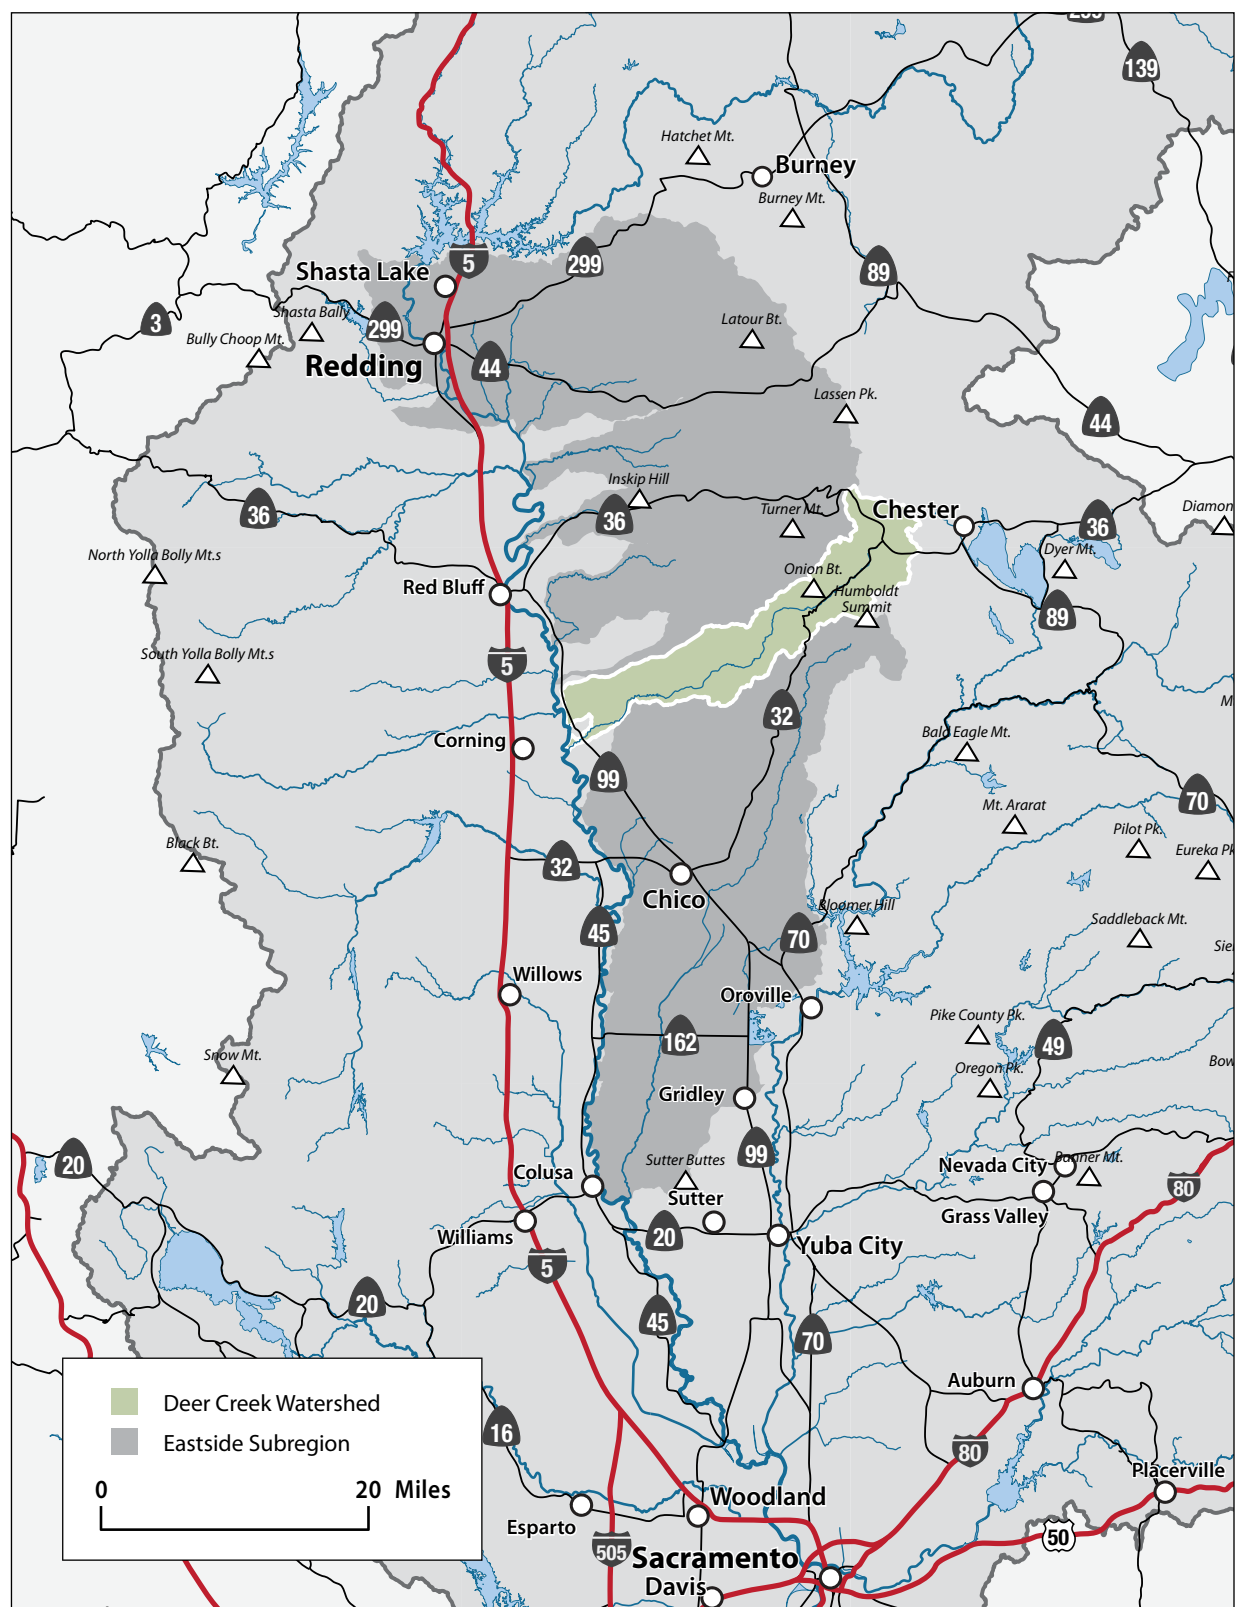 139
Hatchet Mt.
Burney
Burney Mt.
299
5
89
Shasta Lake
3
Shasta Bally
299
Bully Choop Mt.
Latour Bt.
Redding
44
Lassen Pk.
44
Inskip Hill
36
36
Turner Mt.
Chester
36
Diamon
North Yolla Bolly Mt.s
Dyer Mt.
Onion Bt.
Red Bluff
Humboldt
Summit
89
South Yolla Bolly Mt.s
5
M
32
Bald Eagle Mt.
Corning
99
70
Mt. Ararat
Pilot Pk.
Black Bt.
Eureka Pk
32
Chico
Bloomer Hill
45
70
Saddleback Mt.
Sie
Willows
Oroville
Pike County Pk.
162
49
Snow Mt.
Oregon Pk.
Bow
Gridley
20
99
Sutter Buttes
Nevada City
Banner Mt.
Colusa
Sutter
80
Grass Valley
Williams
20
Yuba City
5
20
45
70
Auburn
Deer Creek Watershed
16
Eastside Subregion
80
Placerville
0 20 Miles
Woodland
Esparto
50
505
Sacramento
Davis